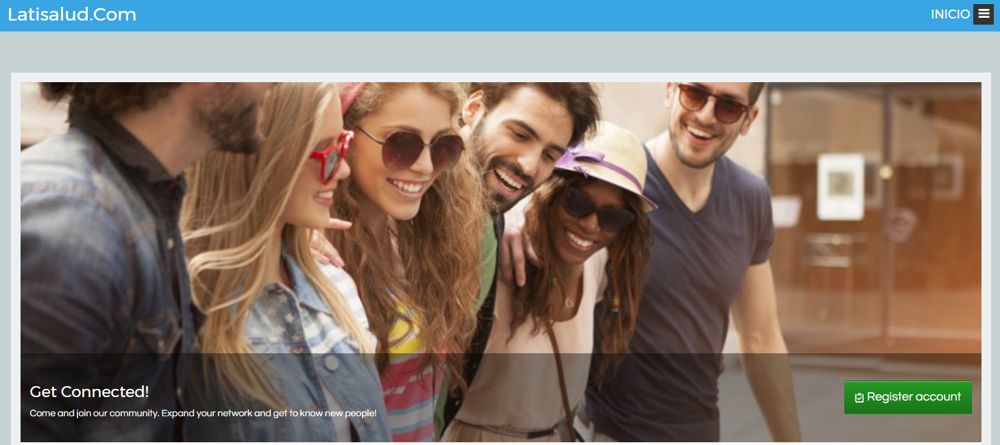 Latisalud.Com
INICIO
Get Connected!
Come and join our community. Expand your network and get to know new people!
Register account